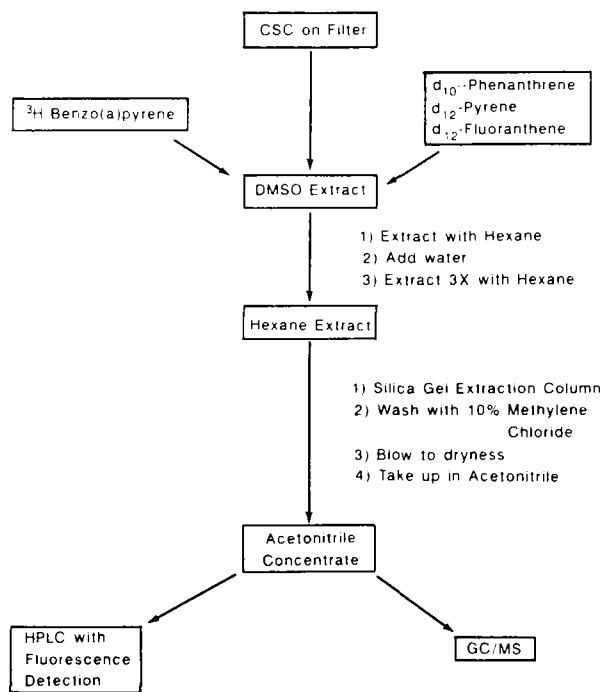 CSC on Filter
³H Benzo(a)pyrene
d₁₀-Phenanthrene
d₁₂-Pyrene
d₁₂-Fluoranthene
DMSO Extract
1) Extract with Hexane
2) Add water
3) Extract 3X with Hexane
Hexane Extract
1) Silica Gel Extraction Column
2) Wash with 10% Methylene
Chloride
3) Blow to dryness
4) Take up in Acetonitrile
Acetonitrile
Concentrate
HPLC with
Fluorescence
Detection
GC/MS